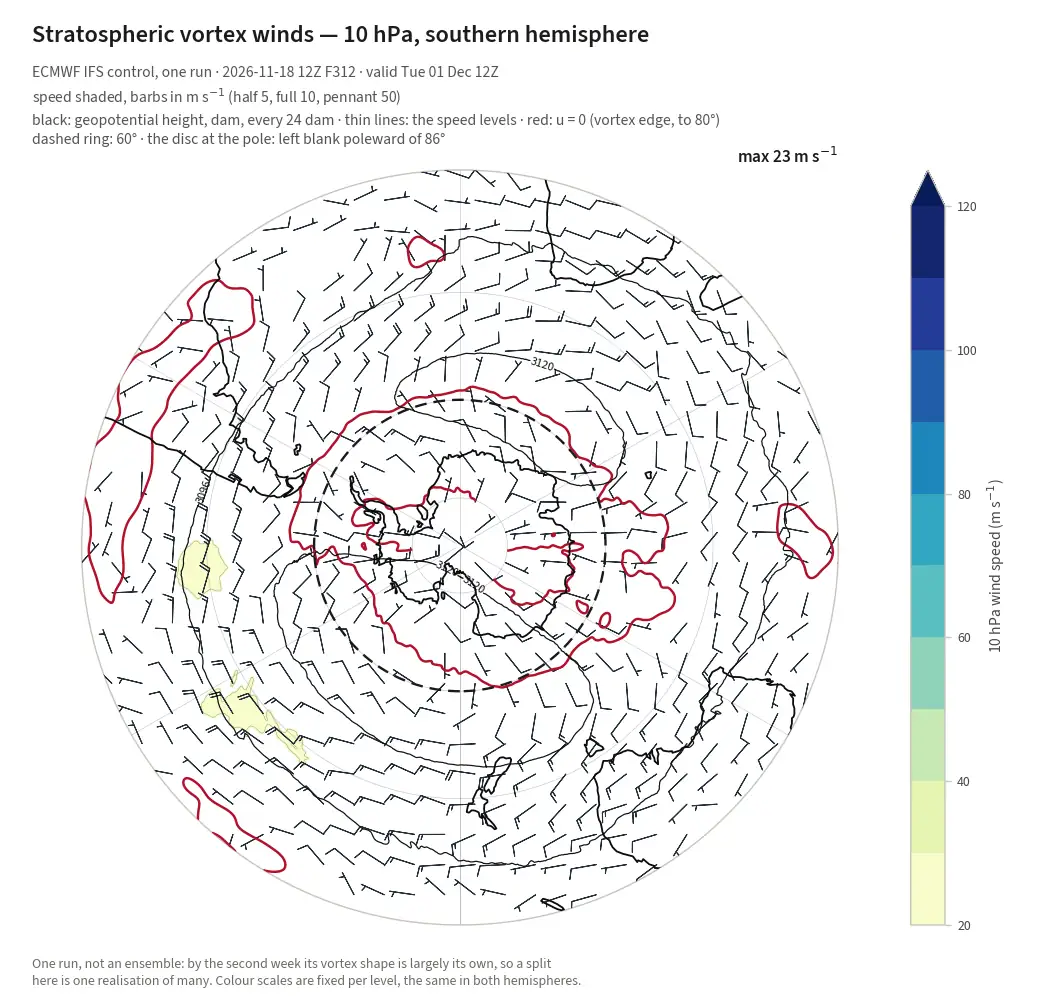 Stratospheric vortex winds — 10 hPa, southern hemisphere
ECMWF IFS control, one run · 2026-11-18 12Z F312 · valid Tue 01 Dec 12Z
speed shaded, barbs in m s⁻¹ (half 5, full 10, pennant 50)
black: geopotential height, dam, every 24 dam · thin lines: the speed levels · red: u = 0 (vortex edge, to 80°)
dashed ring: 60° · the disc at the pole: left blank poleward of 86°
max 23 m s⁻¹
120
100
80
60
40
20
10 hPa wind speed (m s⁻¹)
3120
3096
3120
3120
One run, not an ensemble: by the second week its vortex shape is largely its own, so a split
here is one realisation of many. Colour scales are fixed per level, the same in both hemispheres.